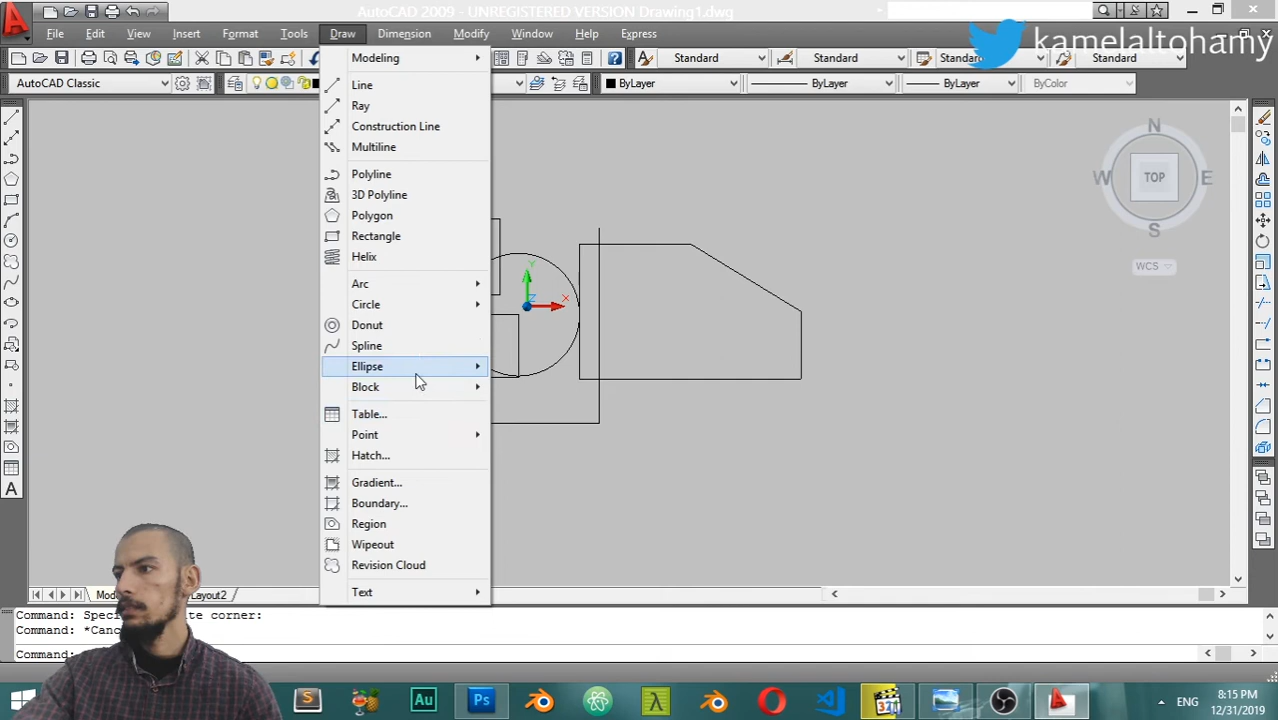 AutoCAD 2009 - UNREGISTERED VERSION Drawing1.dwg
kamelaltohamy
File Edit View Insert Format Tools Draw Dimension Modify Window Help Express
Standard Standard Standard Standard
AutoCAD Classic ByLayer ByLayer ByLayer ByColor
Modeling
Line
Ray
Construction Line
Multiline
Polyline
3D Polyline
Polygon
Rectangle
Helix
Arc
Circle
Donut
Spline
Ellipse
Block
Table...
Point
Hatch...
Gradient...
Boundary...
Region
Wipeout
Revision Cloud
Text
N
W TOP E
S
WCS
Y
X
Z
A
Layout2
corner:
Command:
Command:
Au Ps
ENG
8:15 PM
12/31/2019